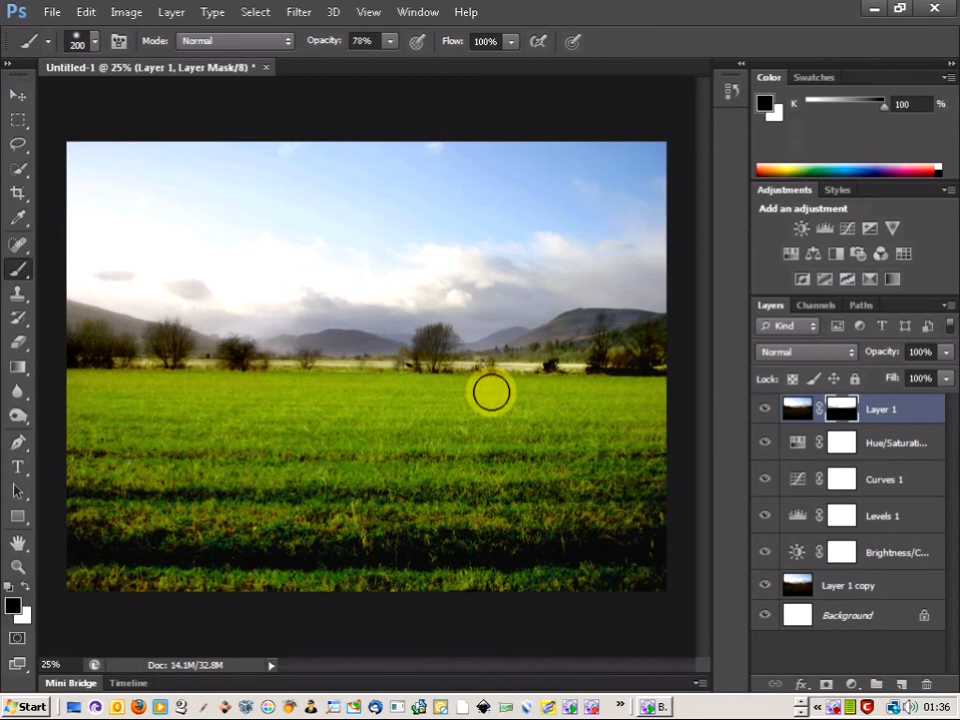 Ps File Edit Image Layer Type Select Filter 3D View Window Help
200 Mode: Normal Opacity: 78% Flow: 100%
Untitled-1 @ 25% (Layer 1, Layer Mask/8) * ×
Color Swatches
K 100 %
Adjustments Styles
Add an adjustment
Layers Channels Paths
Kind
Normal Opacity: 100%
Lock: Fill: 100%
Layer 1
Hue/Saturati...
Curves 1
Levels 1
Brightness/C...
Layer 1 copy
Background
25% Doc: 14.1M/32.8M
Mini Bridge Timeline
Start B. 01:36